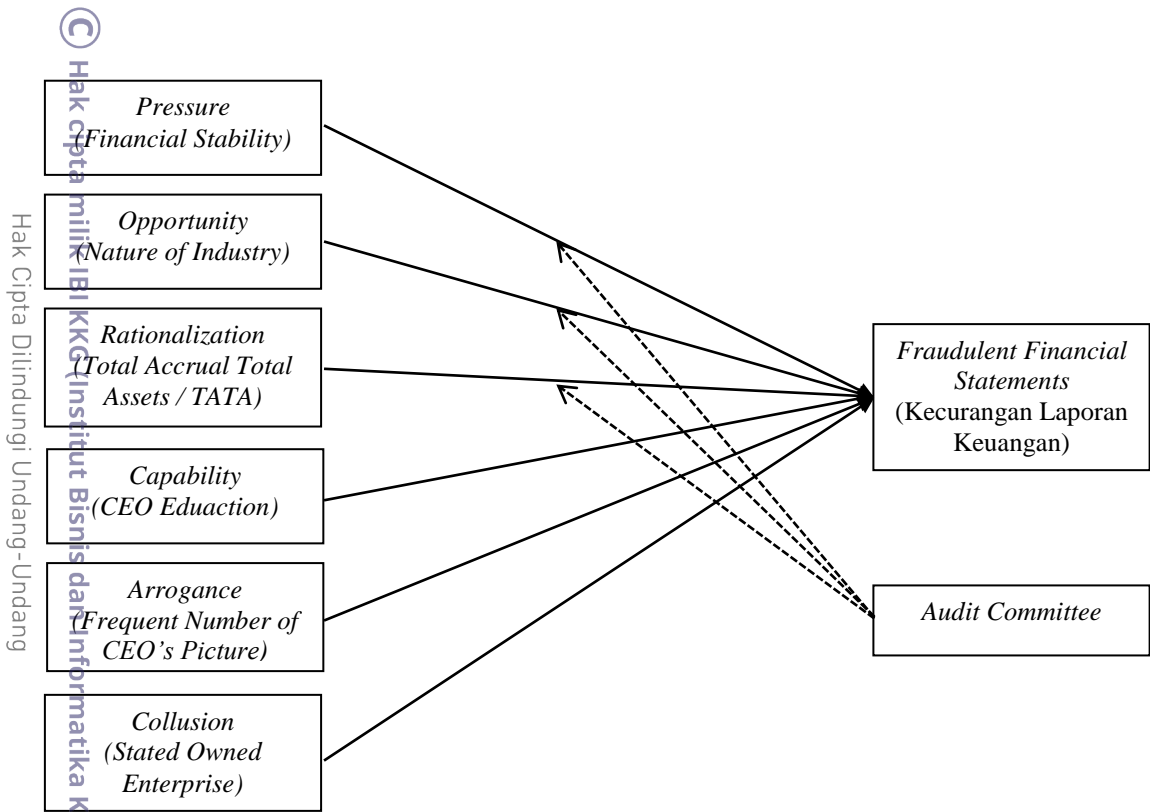 © Hak cipta milik IBI KKG (Institut Bisnis dan Informatika K
Hak Cipta Dilindungi Undang-Undang
Pressure
(Financial Stability)
Opportunity
(Nature of Industry)
Rationalization
(Total Accrual Total
Assets / TATA)
Capability
(CEO Eduaction)
Arrogance
(Frequent Number of
CEO’s Picture)
Collusion
(Stated Owned
Enterprise)
Fraudulent Financial
Statements
(Kecurangan Laporan
Keuangan)
Audit Committee